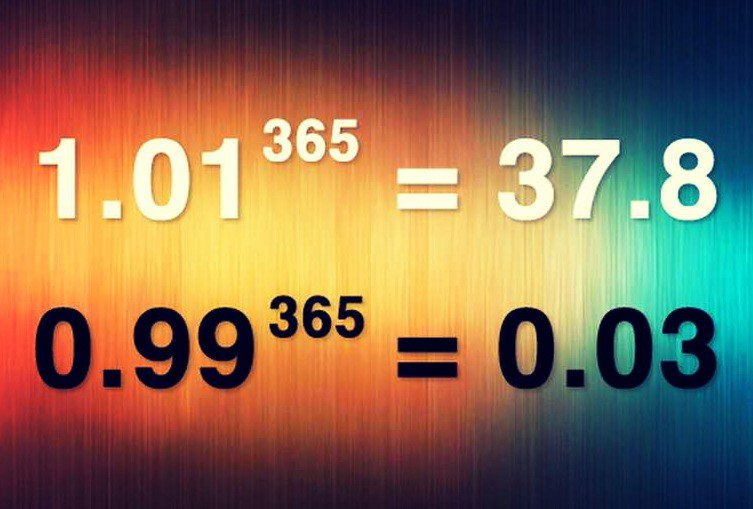 1.01³⁶⁵ = 37.8
0.99³⁶⁵ = 0.03